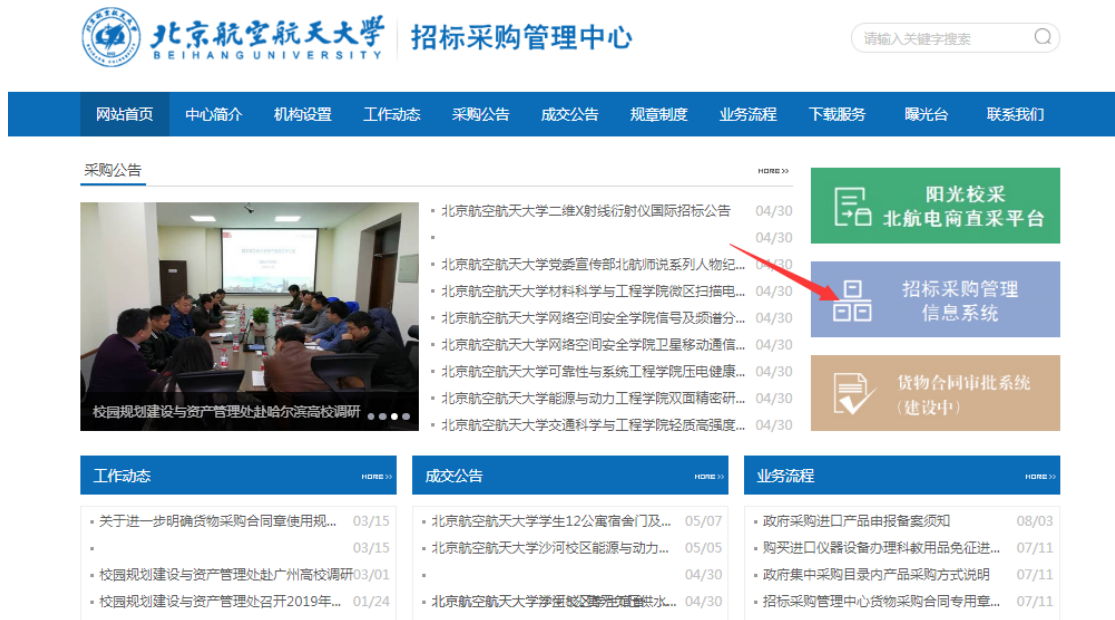 北京航空航天大學
BEIHANG UNIVERSITY
招标采购管理中心
请输入关键字搜索
网站首页 中心简介 机构设置 工作动态 采购公告 成交公告 规章制度 业务流程 下载服务 曝光台 联系我们
采购公告 MORE >>
北京航空航天大学二维X射线衍射仪国际招标公告 04/30
04/30
北京航空航天大学党委宣传部北航师说系列人物纪... 04/30
北京航空航天大学材料科学与工程学院微区扫描电... 04/30
北京航空航天大学网络空间安全学院信号及频谱分... 04/30
北京航空航天大学网络空间安全学院卫星移动通信... 04/30
北京航空航天大学可靠性与系统工程学院压电健康... 04/30
北京航空航天大学能源与动力工程学院双面精密研... 04/30
北京航空航天大学交通科学与工程学院轻质高强度... 04/30
校园规划建设与资产管理处赴哈尔滨高校调研
阳光校采
北航电商直采平台
招标采购管理
信息系统
货物合同审批系统
（建设中）
工作动态 MORE >>
关于进一步明确货物采购合同章使用规... 03/15
03/15
校园规划建设与资产管理处赴广州高校调研 03/01
校园规划建设与资产管理处召开2019年... 01/24
成交公告 MORE >>
北京航空航天大学学生12公寓宿舍门及... 05/07
北京航空航天大学沙河校区能源与动力... 05/05
04/30
北京航空航天大学 供水... 04/30
业务流程 MORE >>
政府采购进口产品申报备案须知 08/03
购买进口仪器设备办理科教用品免征进... 07/11
政府集中采购目录内产品采购方式说明 07/11
招标采购管理中心货物采购合同专用章... 07/11